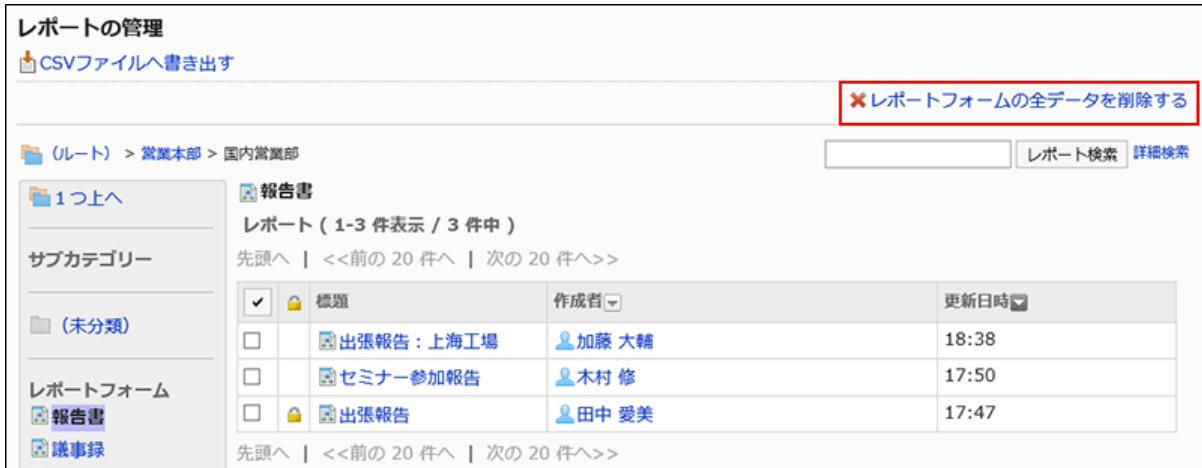 レポートの管理
CSVファイルへ書き出す
レポートフォームの全データを削除する
(ルート) > 営業本部 > 国内営業部
レポート検索 詳細検索
1つ上へ
サブカテゴリー
(未分類)
レポートフォーム
報告書
議事録
報告書
レポート ( 1-3 件表示 / 3 件中 )
先頭へ | <<前の 20 件へ | 次の 20 件へ>>
標題 作成者 更新日時
出張報告：上海工場 加藤 大輔 18:38
セミナー参加報告 木村 修 17:50
出張報告 田中 愛美 17:47
先頭へ | <<前の 20 件へ | 次の 20 件へ>>